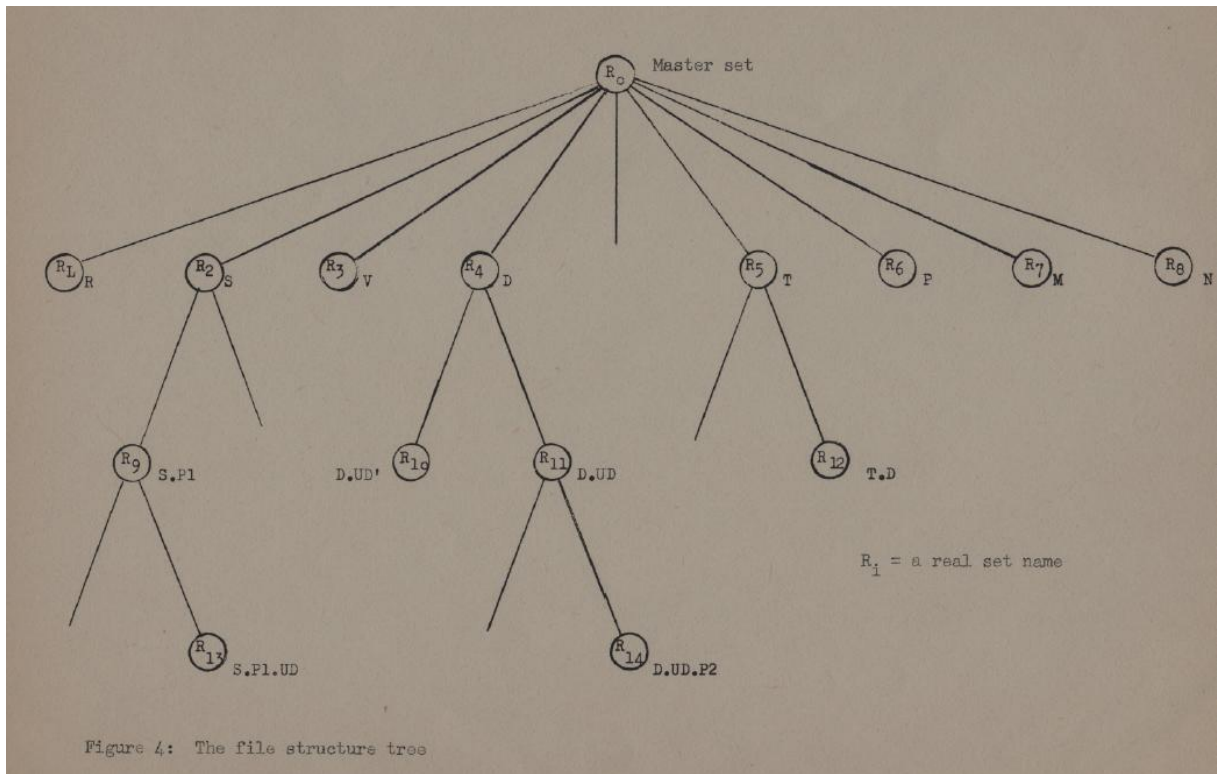 R0 Master set
RL R
R2 S
R3 V
R4 D
R5 T
R6 P
R7 M
R8 N
R9 S.P1
D.UD' R10
R11 D.UD
R12 T.D
Ri = a real set name
R13 S.P1.UD
R14 D.UD.P2
Figure 4: The file structure tree